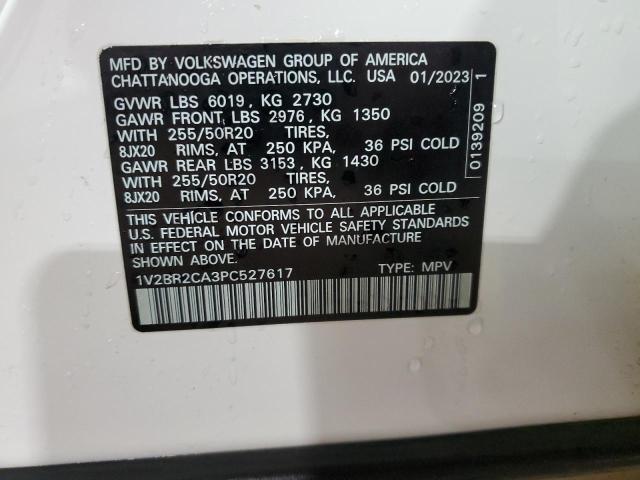 MFD BY VOLKSWAGEN GROUP OF AMERICA
CHATTANOOGA OPERATIONS, LLC. USA 01/2023
GVWR LBS 6019, KG 2730
GAWR FRONT LBS 2976, KG 1350
WITH 255/50R20 TIRES,
8JX20 RIMS, AT 250 KPA, 36 PSI COLD
GAWR REAR LBS 3153, KG 1430
WITH 255/50R20 TIRES,
8JX20 RIMS, AT 250 KPA, 36 PSI COLD
THIS VEHICLE CONFORMS TO ALL APPLICABLE
U.S. FEDERAL MOTOR VEHICLE SAFETY STANDARDS
IN EFFECT ON THE DATE OF MANUFACTURE
SHOWN ABOVE.
1V2BR2CA3PC527617 TYPE: MPV
0139209 1